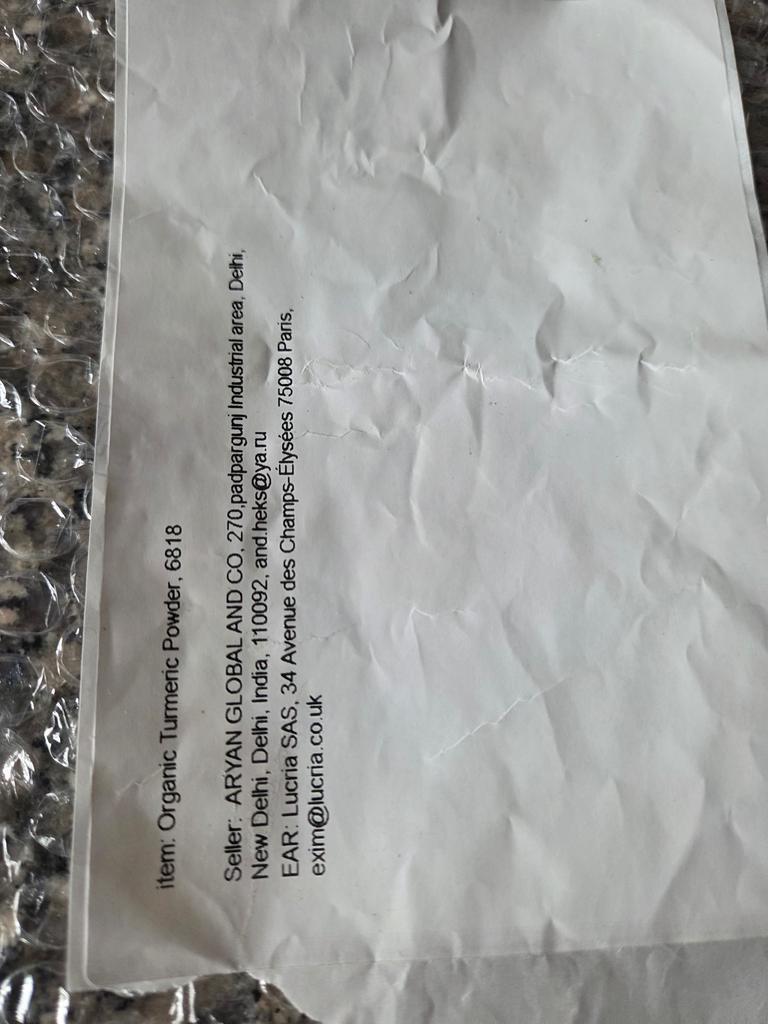 item: Organic Turmeric Powder, 6818
Seller: ARYAN GLOBAL AND CO, 270,padpargunj Industrial area, Delhi,
New Delhi, Delhi, India, 110092, and.heks@ya.ru
EAR: Lucria SAS, 34 Avenue des Champs-Élysées 75008 Paris,
exim@lucria.co.uk